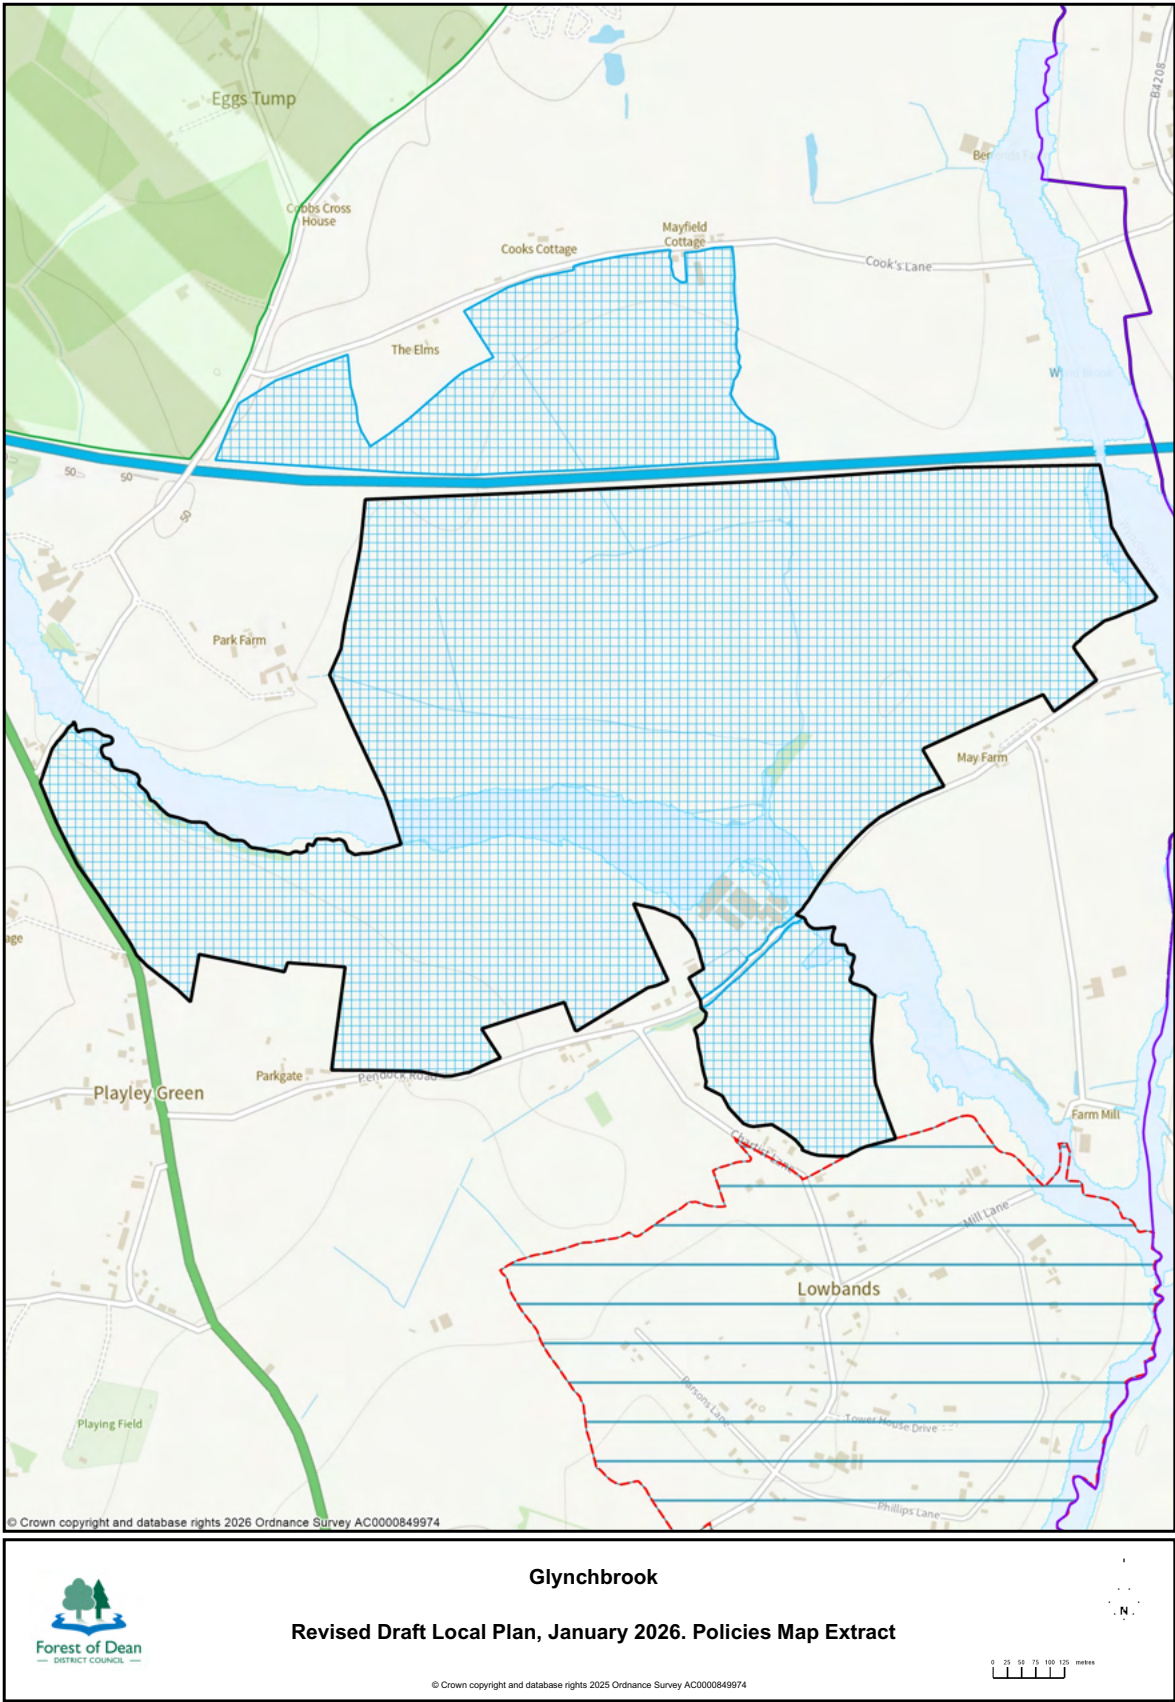 B4208
Eggs Tump
Cobbs Cross
House
Mayfield
Cottage
Cooks Cottage
Cook's Lane
The Elms
50
50
50
Park Farm
May Farm
age
Parkgate
Pendock Road
Playley Green
Farm Mill
Chartist Lane
Mill Lane
Lowbands
Parsons Lane
Tower House Drive
Playing Field
Phillips Lane
© Crown copyright and database rights 2026 Ordnance Survey AC0000849974
Glynchbrook
Revised Draft Local Plan, January 2026. Policies Map Extract
© Crown copyright and database rights 2025 Ordnance Survey AC0000849974
Forest of Dean
DISTRICT COUNCIL
N
0 25 50 75 100 125 metres